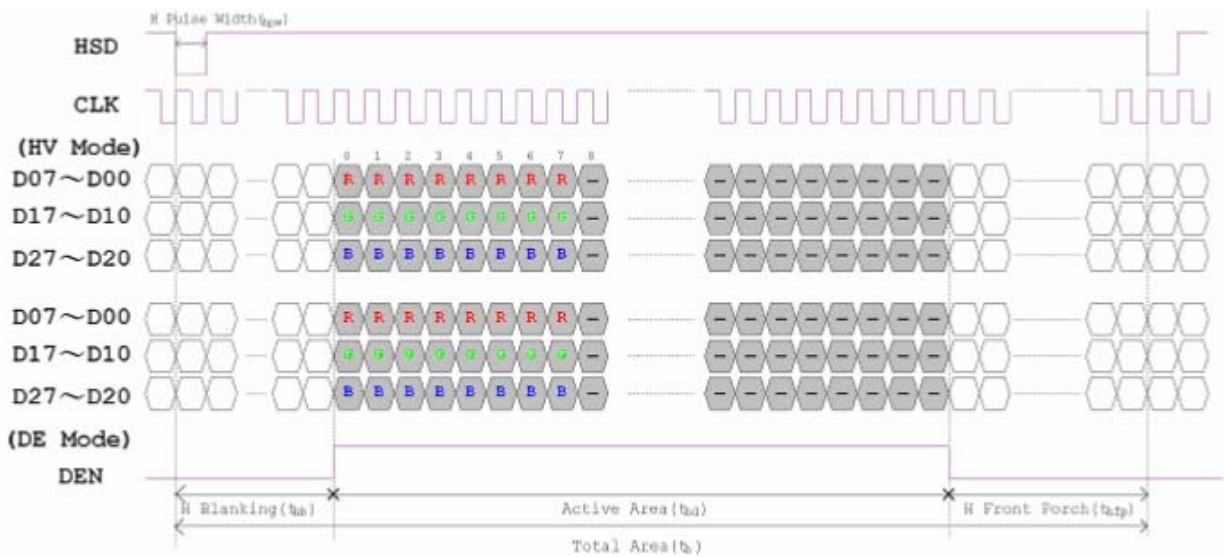 H Pulse Width(thpw)
HSD
CLK
(HV Mode)
0 1 2 3 4 5 6 7 8
D07～D00 R R R R R R R R - - - - - - - - -
D17～D10 G G G G G G G G - - - - - - - - -
D27～D20 B B B B B B B B - - - - - - - - -
D07～D00 R R R R R R R R - - - - - - - - -
D17～D10 G G G G G G G G - - - - - - - - -
D27～D20 B B B B B B B B - - - - - - - - -
(DE Mode)
DEN
H Blanking(thb) Active Area(thd) H Front Porch(thfp)
Total Area(th)